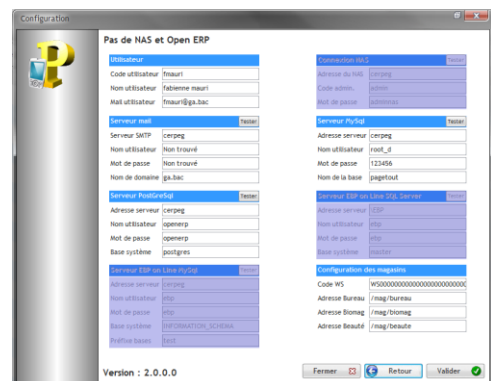 Configuration
Pas de NAS et Open ERP
Utilisateur
Code utilisateur fmauri
Nom utilisateur fabienne mauri
Mail utilisateur fmauri@ga.bac
Connexion NAS Tester
Adresse du NAS cerpeg
Code admin. admin
Mot de passe
Serveur mail Tester
Serveur SMTP cerpeg
Nom utilisateur Non trouvé
Mot de passe Non trouvé
Nom de domaine ga.bac
Serveur MySql Tester
Adresse serveur cerpeg
Nom utilisateur root_d
Mot de passe 123456
Nom de la base pagetout
Serveur PostGreSql Tester
Adresse serveur cerpeg
Nom utilisateur openerp
Mot de passe openerp
Base système postgres
Serveur EBP on Line SQL Server Tester
Adresse serveur \EBP
Nom utilisateur ebp
Mot de passe ebp
Base système master
Serveur EBP on Line MySql Tester
Adresse serveur cerpeg
Nom utilisateur ebp
Mot de passe ebp
Base système INFORMATION_SCHEMA
Préfixe bases test
Configuration des magasins
Code WS
Adresse Bureau /mag/bureau
Adresse Biomag /mag/biomag
Adresse Beauté /mag/beaute
Version : 2.0.0.0
Fermer
Retour
Valider